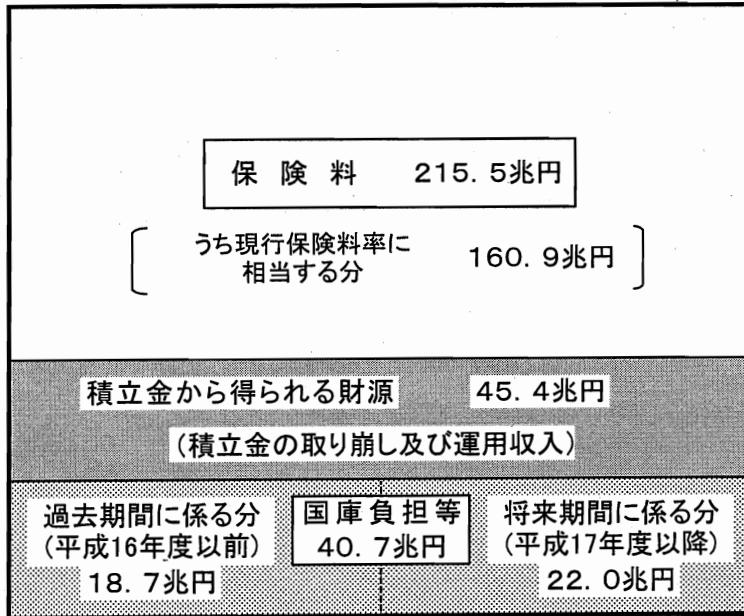 保 険 料　215. 5兆円
うち現行保険料率に
相当する分　160. 9兆円
積立金から得られる財源　45. 4兆円
(積立金の取り崩し及び運用収入)
過去期間に係る分
(平成16年度以前)
18. 7兆円
国庫負担等
40. 7兆円
将来期間に係る分
(平成17年度以降)
22. 0兆円